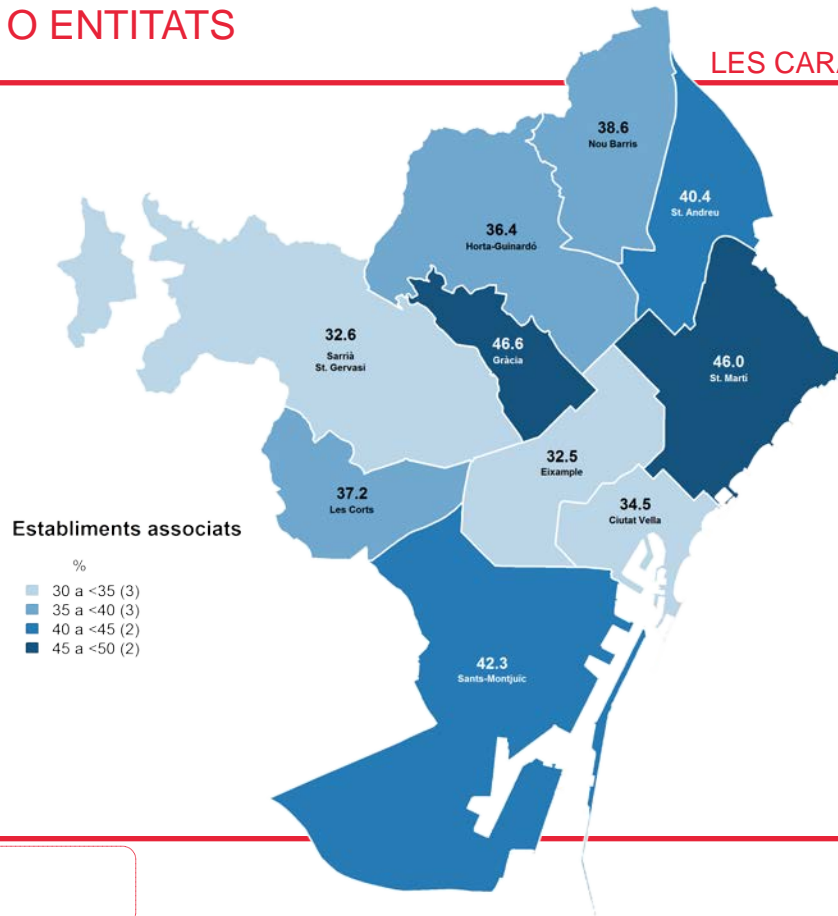 O ENTITATS
LES CARA
38.6
Nou Barris
40.4
St. Andreu
36.4
Horta-Guinardó
32.6
Sarrià
St. Gervasi
46.6
Gràcia
46.0
St. Martí
32.5
Eixample
37.2
Les Corts
34.5
Ciutat Vella
Establiments associats
%
30 a <35 (3)
35 a <40 (3)
40 a <45 (2)
45 a <50 (2)
42.3
Sants-Montjuïc